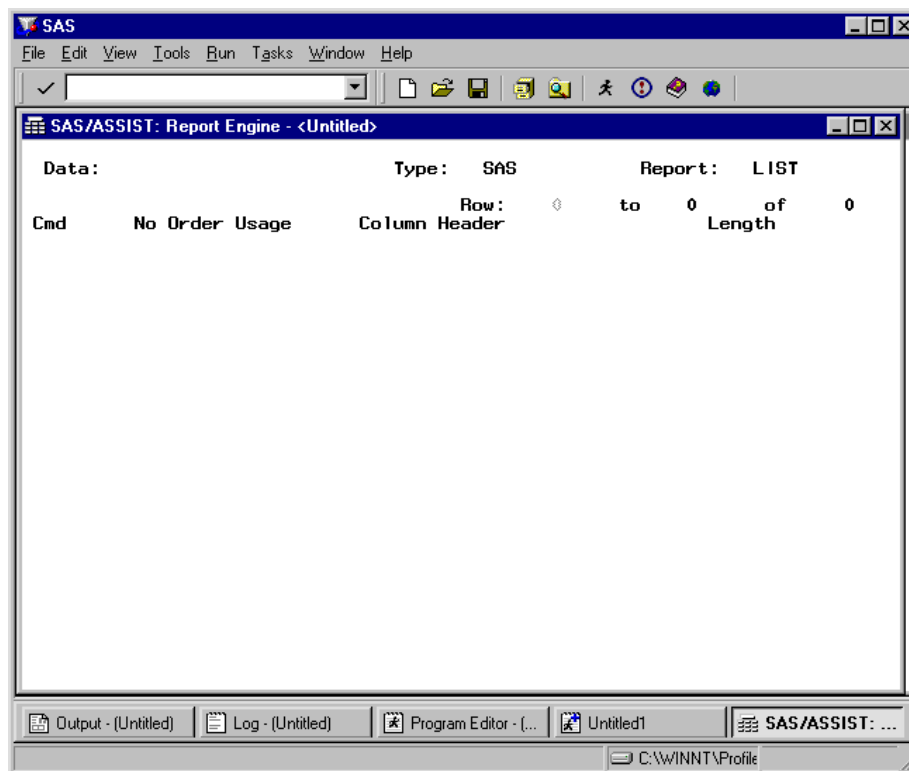 SAS
File Edit View Tools Run Tasks Window Help
SAS/ASSIST: Report Engine - <Untitled>
Data: Type: SAS Report: LIST
Row: 0 to 0 of 0
Cmd No Order Usage Column Header Length
Output - (Untitled) Log - (Untitled) Program Editor - (... Untitled1 SAS/ASSIST: ...
C:\WINNT\Profile